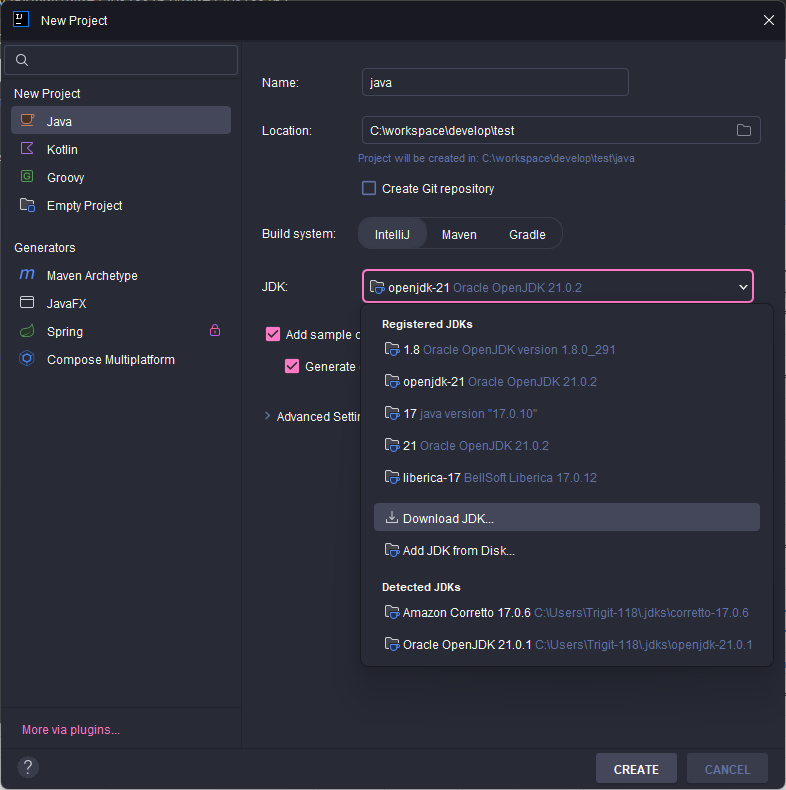 New Project
New Project
Java
Kotlin
Groovy
Empty Project
Generators
Maven Archetype
JavaFX
Spring
Compose Multiplatform
More via plugins...
Name:
java
Location:
C:\workspace\develop\test
Project will be created in: C:\workspace\develop\test\java
Create Git repository
Build system:
IntelliJ Maven Gradle
JDK:
openjdk-21 Oracle OpenJDK 21.0.2
Add sample c
Generate
Advanced Settin
Registered JDKs
1.8 Oracle OpenJDK version 1.8.0_291
openjdk-21 Oracle OpenJDK 21.0.2
17 java version "17.0.10"
21 Oracle OpenJDK 21.0.2
liberica-17 BellSoft Liberica 17.0.12
Download JDK...
Add JDK from Disk...
Detected JDKs
Amazon Corretto 17.0.6 C:\Users\Trigit-118\.jdks\corretto-17.0.6
Oracle OpenJDK 21.0.1 C:\Users\Trigit-118\.jdks\openjdk-21.0.1
?
CREATE
CANCEL